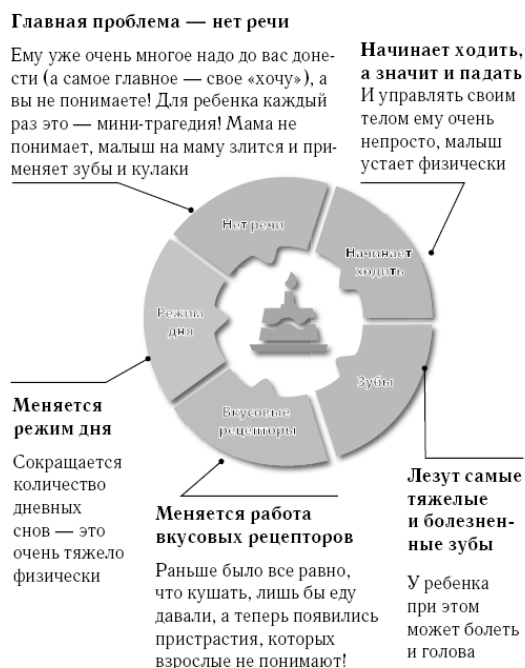 Главная проблема — нет речи
Ему уже очень многое надо до вас доне-
сти (а самое главное — свое «хочу»), а
вы не понимаете! Для ребенка каждый
раз это — мини-трагедия! Мама не
понимает, малыш на маму злится и при-
меняет зубы и кулаки
Начинает ходить,
а значит и падать
И управлять своим
телом ему очень
непросто, малыш
устает физически
Нет речи
Начинает
ходить
Режим
дня
Зубы
Вкусовые
рецепторы
Меняется
режим дня
Сокращается
количество
дневных
снов — это
очень тяжело
физически
Меняется работа
вкусовых рецепторов
Раньше было все равно,
что кушать, лишь бы еду
давали, а теперь появились
пристрастия, которых
взрослые не понимают!
Лезут самые
тяжелые
и болезнен-
ные зубы
У ребенка
при этом
может болеть
и голова